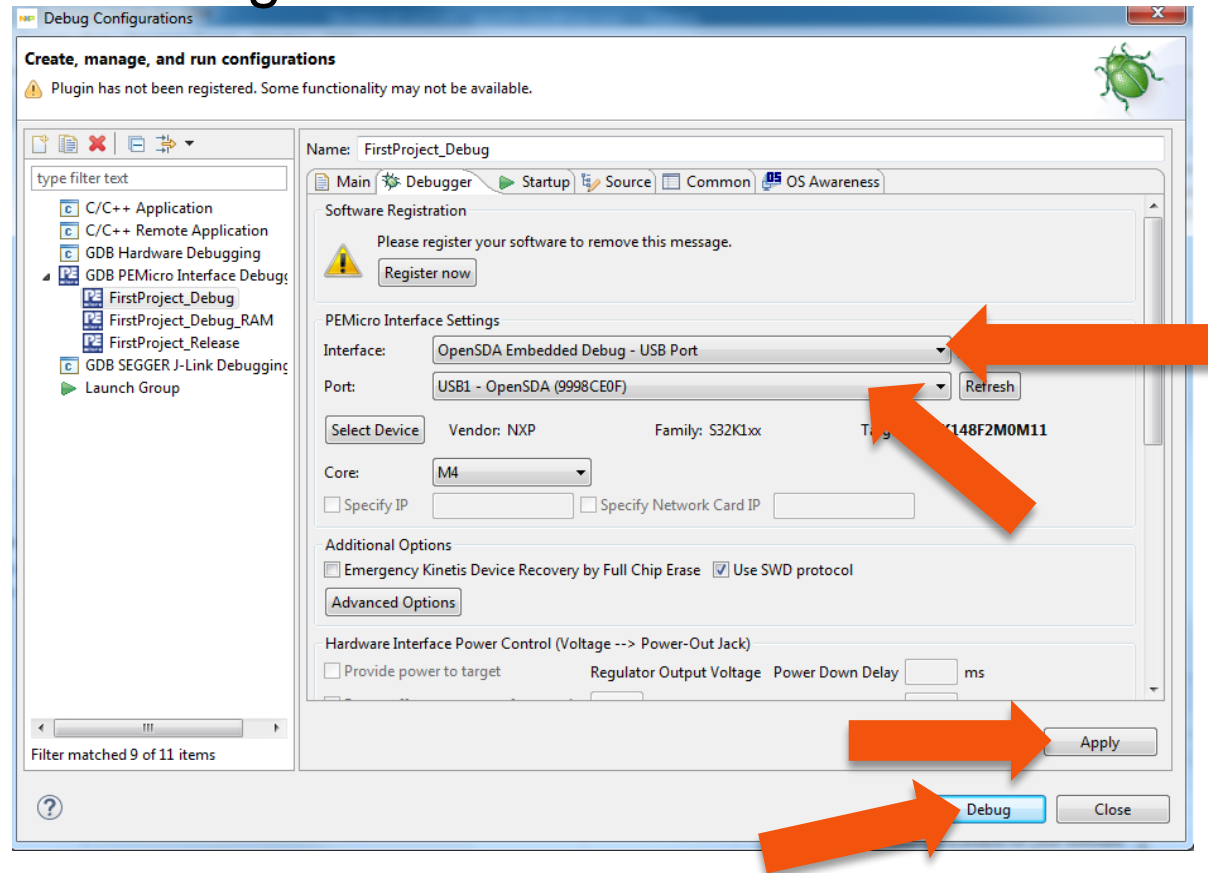 Debug Configurations
Create, manage, and run configurations
Plugin has not been registered. Some functionality may not be available.
type filter text
C/C++ Application
C/C++ Remote Application
GDB Hardware Debugging
GDB PEMicro Interface Debugg
FirstProject_Debug
FirstProject_Debug_RAM
FirstProject_Release
GDB SEGGER J-Link Debugging
Launch Group
Filter matched 9 of 11 items
Name: FirstProject_Debug
Main Debugger Startup Source Common OS Awareness
Software Registration
Please register your software to remove this message.
Register now
PEMicro Interface Settings
Interface: OpenSDA Embedded Debug - USB Port
Port: USB1 - OpenSDA (9998CE0F) Refresh
Select Device Vendor: NXP Family: S32K1xx 148F2M0M11
Core: M4
Specify IP Specify Network Card IP
Additional Options
Emergency Kinetis Device Recovery by Full Chip Erase Use SWD protocol
Advanced Options
Hardware Interface Power Control (Voltage --> Power-Out Jack)
Provide power to target Regulator Output Voltage Power Down Delay ms
Apply
Debug Close